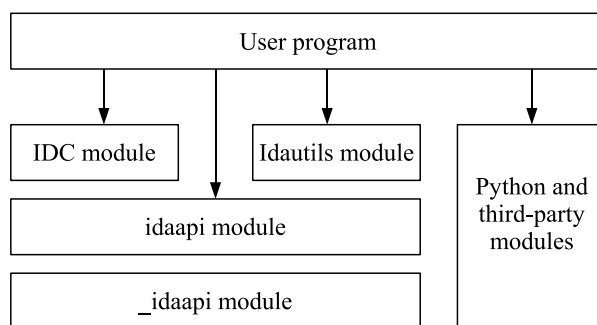 User program
IDC module
Idautils module
Python and
third-party
modules
idaapi module
_idaapi module